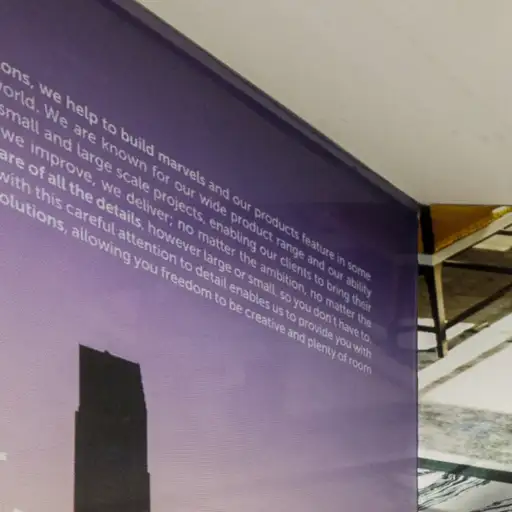 ons, we help to build marvels and our products feature in some
world. We are known for our wide product range and our ability
small and large scale projects, enabling our clients to bring their
we improve, we deliver; no matter the ambition, no matter the
are of all the details, however large or small, so you don't have to.
with this careful attention to detail enables us to provide you with
olutions, allowing you freedom to be creative and plenty of room